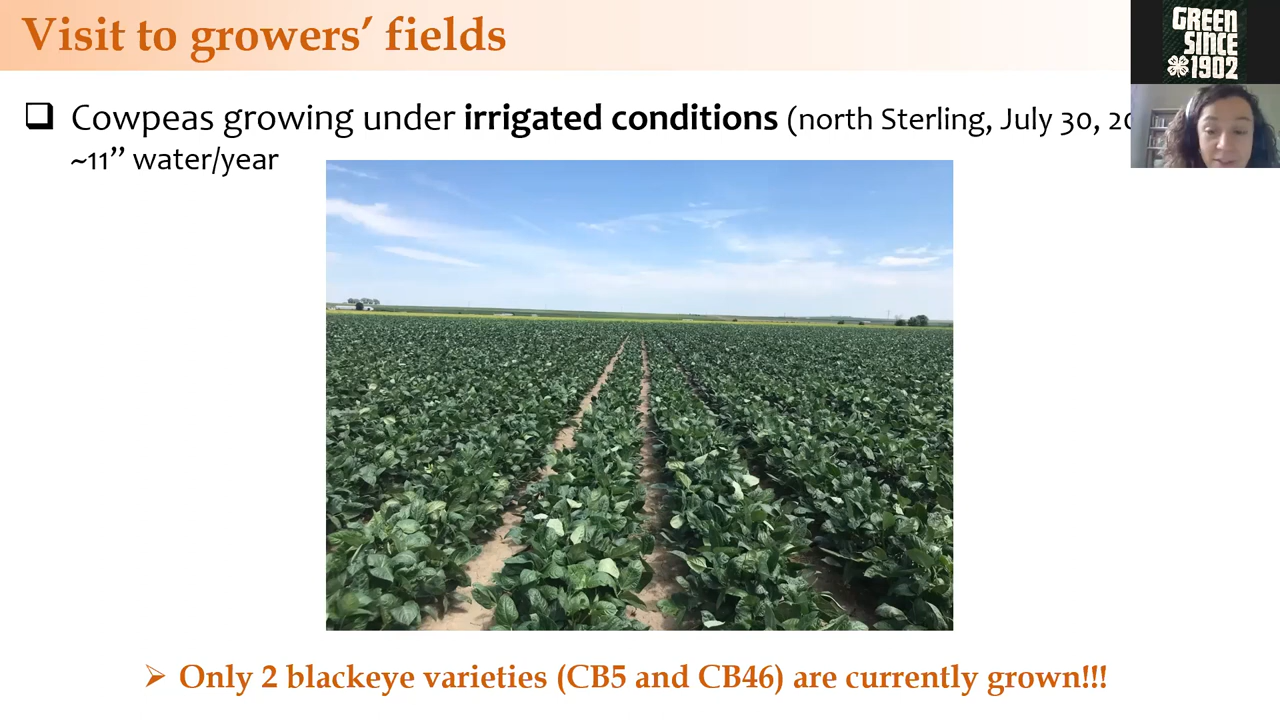 Visit to growers’ fields
GREEN
SINCE
1902
❑ Cowpeas growing under irrigated conditions (north Sterling, July 30,
~11” water/year
➢ Only 2 blackeye varieties (CB5 and CB46) are currently grown!!!